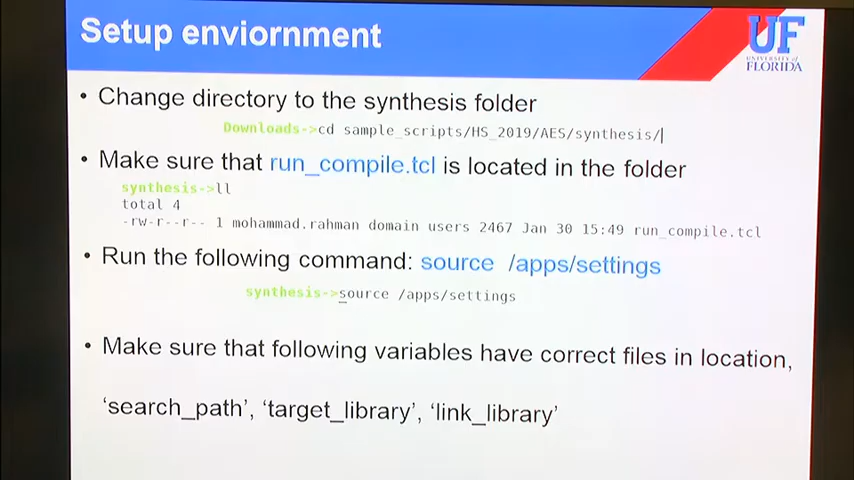 Setup enviornment
UF
UNIVERSITY of
FLORIDA
• Change directory to the synthesis folder
Downloads->cd sample_scripts/HS_2019/AES/synthesis/
• Make sure that run_compile.tcl is located in the folder
synthesis->ll
total 4
-rw-r--r-- 1 mohammad.rahman domain users 2467 Jan 30 15:49 run_compile.tcl
• Run the following command: source /apps/settings
synthesis->source /apps/settings
• Make sure that following variables have correct files in location,
‘search_path’, ‘target_library’, ‘link_library’